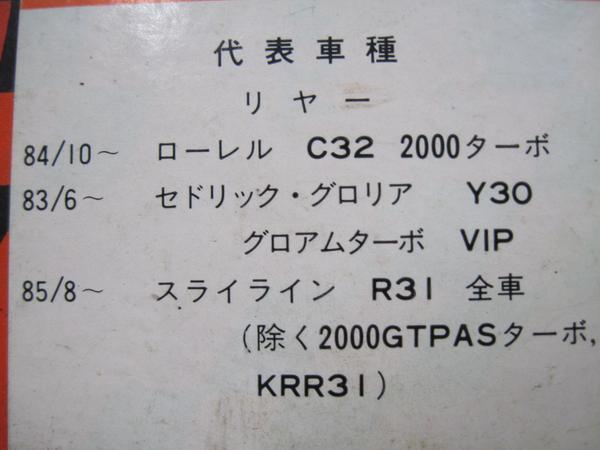 代表車種
リヤー
84/10～ ローレル C32 2000ターボ
83/6～ セドリック・グロリア Y30
グロアムターボ VIP
85/8～ スライライン R31 全車
(除く2000GTPASターボ,
KRR31)